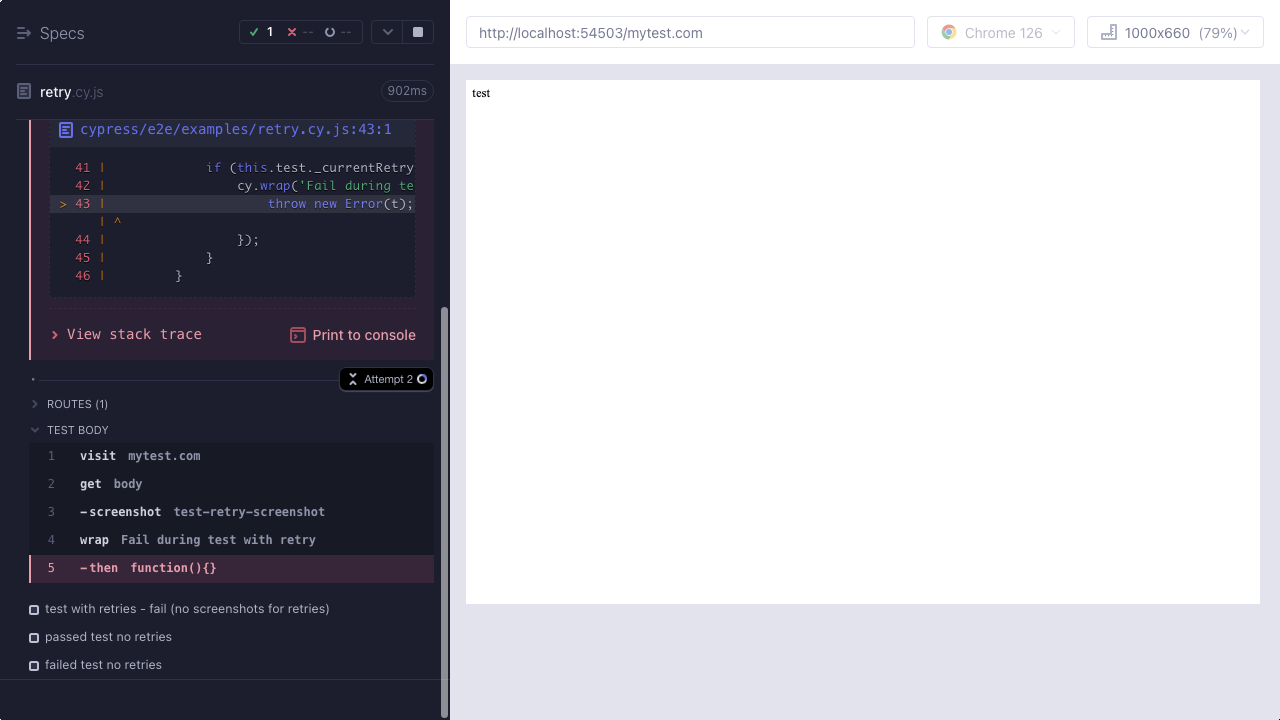 Specs
1 -- --
retry.cy.js 902ms
cypress/e2e/examples/retry.cy.js:43:1
41 | if (this.test._currentRetry
42 | cy.wrap('Fail during te
> 43 | throw new Error(t);
| ^
44 | });
45 | }
46 | }
View stack trace Print to console
Attempt 2
ROUTES (1)
TEST BODY
1 visit mytest.com
2 get body
3 -screenshot test-retry-screenshot
4 wrap Fail during test with retry
5 -then function(){}
test with retries - fail (no screenshots for retries)
passed test no retries
failed test no retries
http://localhost:54503/mytest.com
Chrome 126
1000x660 (79%)
test